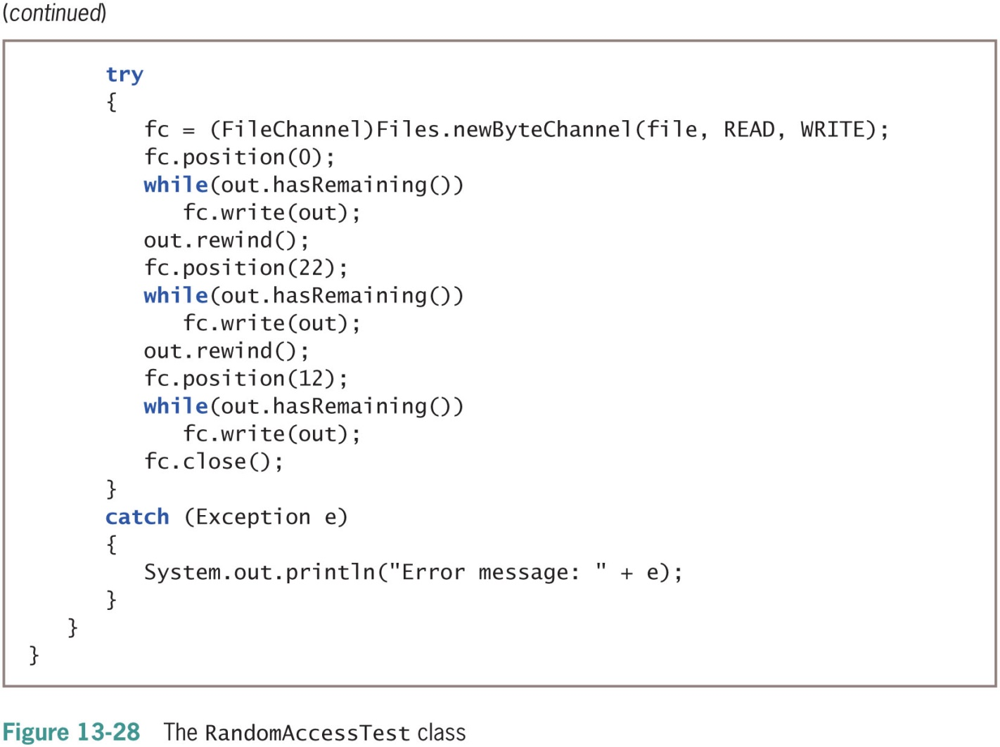 (continued)
try
{
fc = (FileChannel)Files.newByteChannel(file, READ, WRITE);
fc.position(0);
while(out.hasRemaining())
fc.write(out);
out.rewind();
fc.position(22);
while(out.hasRemaining())
fc.write(out);
out.rewind();
fc.position(12);
while(out.hasRemaining())
fc.write(out);
fc.close();
}
catch (Exception e)
{
System.out.println("Error message: " + e);
}
}
}
Figure 13-28 The RandomAccessTest class